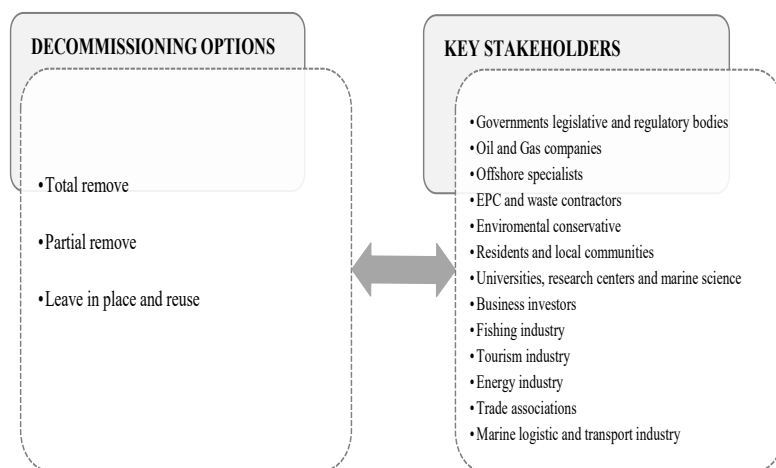 DECOMMISSIONING OPTIONS
•Total remove
•Partial remove
•Leave in place and reuse
KEY STAKEHOLDERS
•Governments legislative and regulatory bodies
•Oil and Gas companies
•Offshore specialists
•EPC and waste contractors
•Enviromental conservative
•Residents and local communities
•Universities, research centers and marine science
•Business investors
•Fishing industry
•Tourism industry
•Energy industry
•Trade associations
•Marine logistic and transport industry